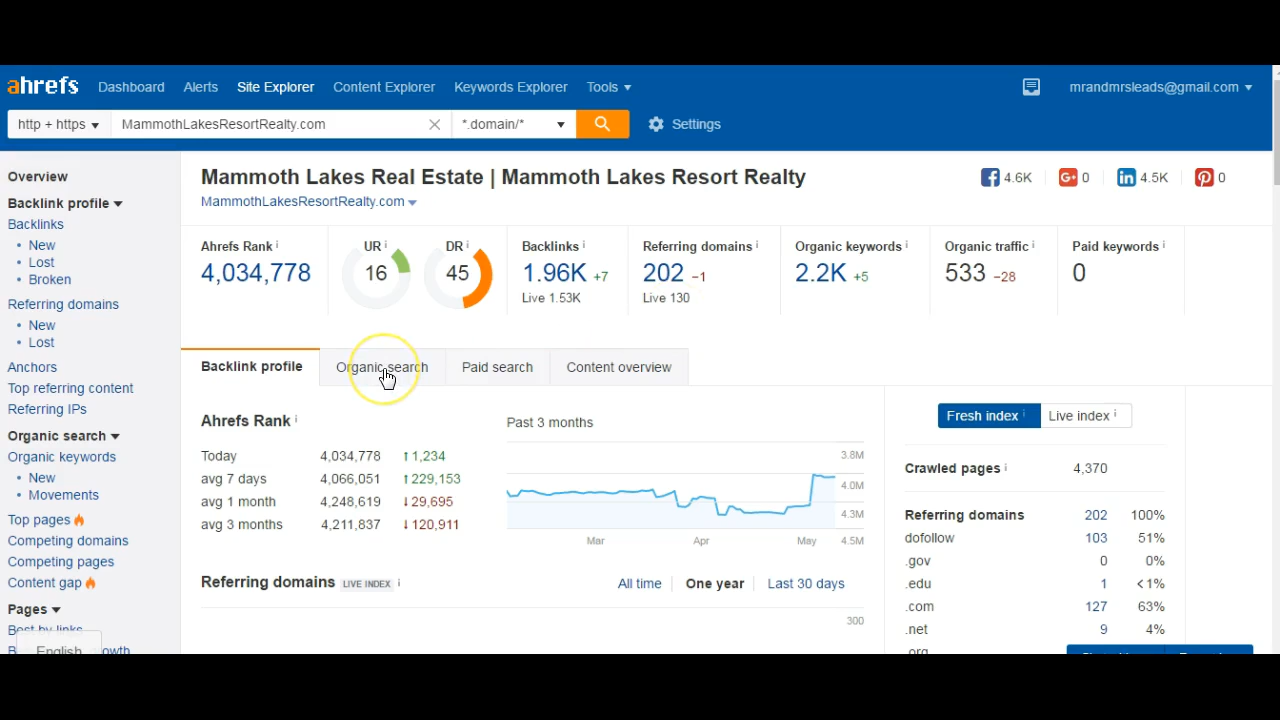 ahrefs Dashboard Alerts Site Explorer Content Explorer Keywords Explorer Tools mrandmrsleads@gmail.com
http + https MammothLakesResortRealty.com *.domain/* Settings
Overview
Backlink profile
Backlinks
• New
• Lost
• Broken
Referring domains
• New
• Lost
Anchors
Top referring content
Referring IPs
Organic search
Organic keywords
• New
• Movements
Top pages
Competing domains
Competing pages
Content gap
Pages
Best by links
English
Mammoth Lakes Real Estate | Mammoth Lakes Resort Realty
MammothLakesResortRealty.com
4.6K 0 4.5K 0
Ahrefs Rank i UR i DR i Backlinks i Referring domains i Organic keywords i Organic traffic i Paid keywords i
4,034,778 16 45 1.96K +7 202 −1 2.2K +5 533 −28 0
Live 1.53K Live 130
Backlink profile Organic search Paid search Content overview
Ahrefs Rank i
Today 4,034,778 ↑1,234
avg 7 days 4,066,051 ↑229,153
avg 1 month 4,248,619 ↓29,695
avg 3 months 4,211,837 ↓120,911
Past 3 months
3.8M
4.0M
4.3M
4.5M
Mar Apr May
Referring domains LIVE INDEX i All time One year Last 30 days
300
Fresh index i Live index i
Crawled pages i 4,370
Referring domains 202 100%
dofollow 103 51%
.gov 0 0%
.edu 1 <1%
.com 127 63%
.net 9 4%
.org